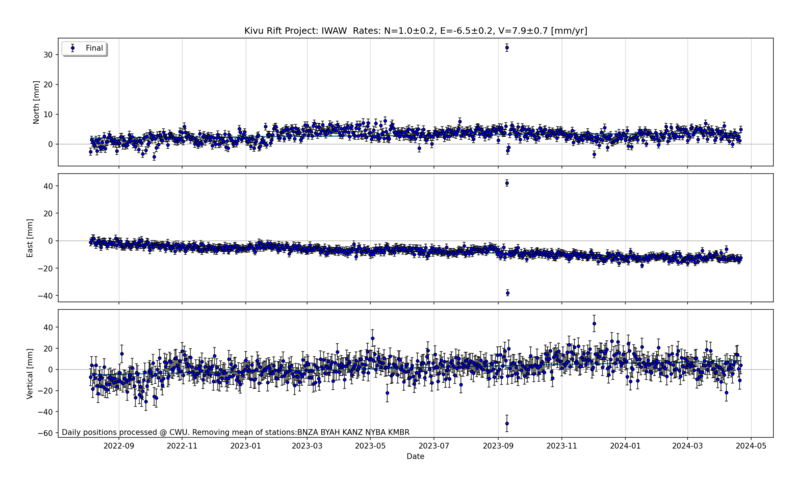 Kivu Rift Project: IWAW  Rates: N=1.0±0.2, E=-6.5±0.2, V=7.9±0.7 [mm/yr]
Final
North [mm]
30
20
10
0
East [mm]
40
20
0
−20
−40
Vertical [mm]
40
20
0
−20
−40
−60
Daily positions processed @ CWU. Removing mean of stations:BNZA BYAH KANZ NYBA KMBR
2022-09 2022-11 2023-01 2023-03 2023-05 2023-07 2023-09 2023-11 2024-01 2024-03 2024-05
Date